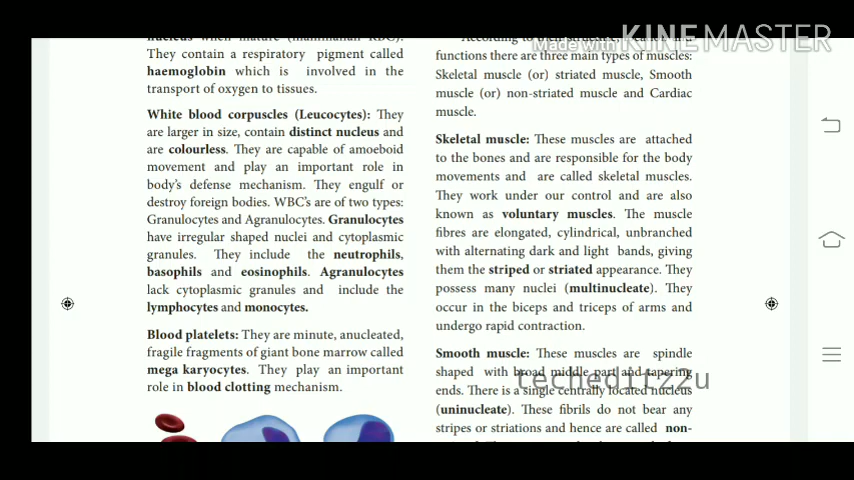 nucleus when mature (mammalian RBC).
They contain a respiratory pigment called
haemoglobin which is involved in the
transport of oxygen to tissues.
White blood corpuscles (Leucocytes): They
are larger in size, contain distinct nucleus and
are colourless. They are capable of amoeboid
movement and play an important role in
body's defense mechanism. They engulf or
destroy foreign bodies. WBC's are of two types:
Granulocytes and Agranulocytes. Granulocytes
have irregular shaped nuclei and cytoplasmic
granules. They include the neutrophils,
basophils and eosinophils. Agranulocytes
lack cytoplasmic granules and include the
lymphocytes and monocytes.
Blood platelets: They are minute, anucleated,
fragile fragments of giant bone marrow called
mega karyocytes. They play an important
role in blood clotting mechanism.
According to their
functions there are three main types of muscles:
Skeletal muscle (or) striated muscle, Smooth
muscle (or) non-striated muscle and Cardiac
muscle.
Skeletal muscle: These muscles are attached
to the bones and are responsible for the body
movements and are called skeletal muscles.
They work under our control and are also
known as voluntary muscles. The muscle
fibres are elongated, cylindrical, unbranched
with alternating dark and light bands, giving
them the striped or striated appearance. They
possess many nuclei (multinucleate). They
occur in the biceps and triceps of arms and
undergo rapid contraction.
Smooth muscle: These muscles are spindle
shaped with broad middle part and tapering
ends. There is a single centrally located nucleus
(uninucleate). These fibrils do not bear any
stripes or striations and hence are called non-
Made with KINEMASTER
techeditzzu